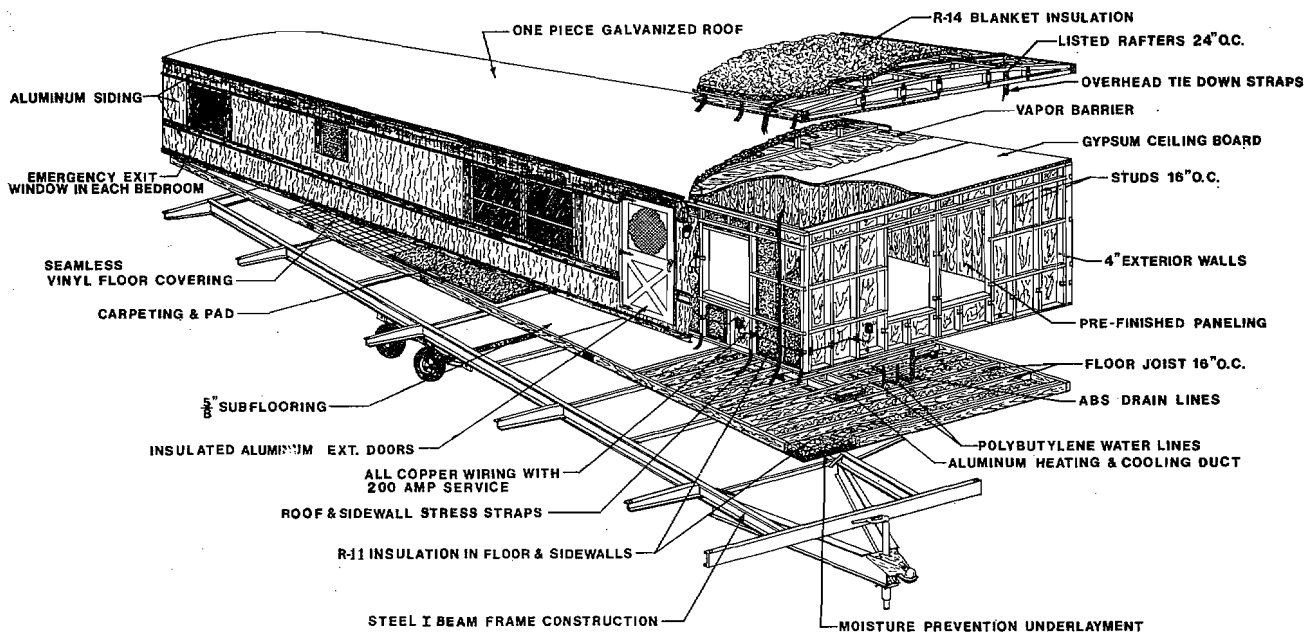 ONE PIECE GALVANIZED ROOF
R-14 BLANKET INSULATION
LISTED RAFTERS 24" O.C.
OVERHEAD TIE DOWN STRAPS
VAPOR BARRIER
GYPSUM CEILING BOARD
STUDS 16" O.C.
4" EXTERIOR WALLS
PRE-FINISHED PANELING
FLOOR JOIST 16" O.C.
ABS DRAIN LINES
POLYBUTYLENE WATER LINES
ALUMINUM HEATING & COOLING DUCT
MOISTURE PREVENTION UNDERLAYMENT
ALUMINUM SIDING
EMERGENCY EXIT
WINDOW IN EACH BEDROOM
SEAMLESS
VINYL FLOOR COVERING
CARPETING & PAD
5/8" SUBFLOORING
INSULATED ALUMINUM EXT. DOORS
ALL COPPER WIRING WITH
200 AMP SERVICE
ROOF & SIDEWALL STRESS STRAPS
R-11 INSULATION IN FLOOR & SIDEWALLS
STEEL I BEAM FRAME CONSTRUCTION